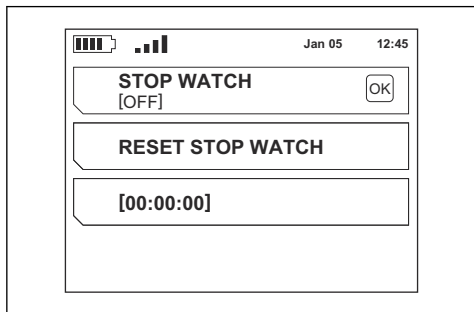 Jan 05 12:45
STOP WATCH
[OFF]
OK
RESET STOP WATCH
[00:00:00]